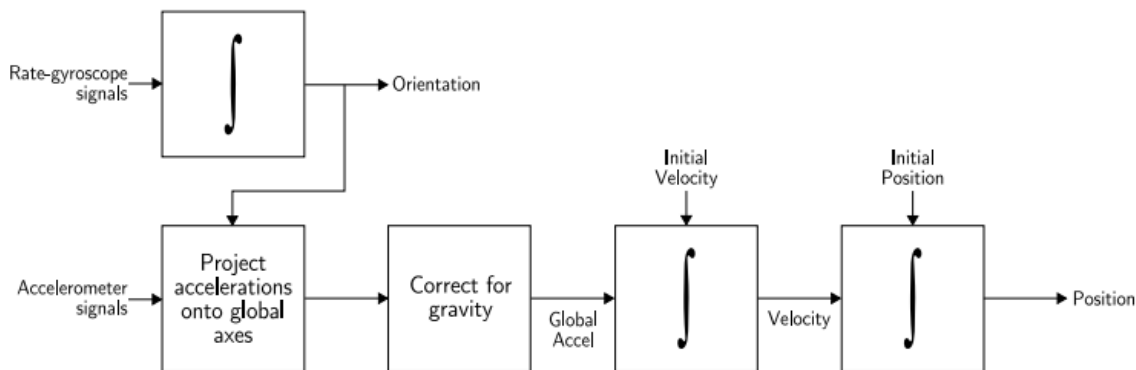 Rate-gyroscope
signals
∫
Orientation
Initial
Velocity
Initial
Position
Accelerometer
signals
Project
accelerations
onto global
axes
Correct for
gravity
Global
Accel
∫
Velocity
∫
Position